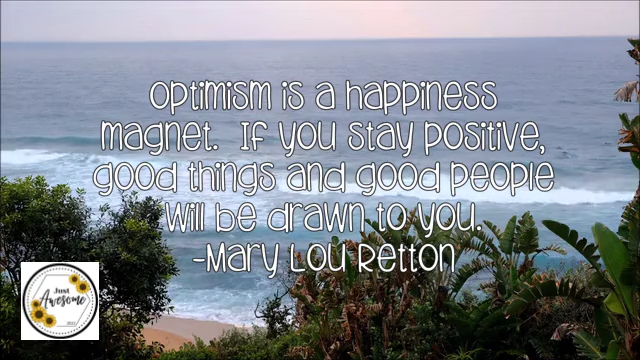 Optimism is a happiness
magnet. If you stay positive,
good things and good people
will be drawn to you.
-Mary Lou Retton
Just
Awesome